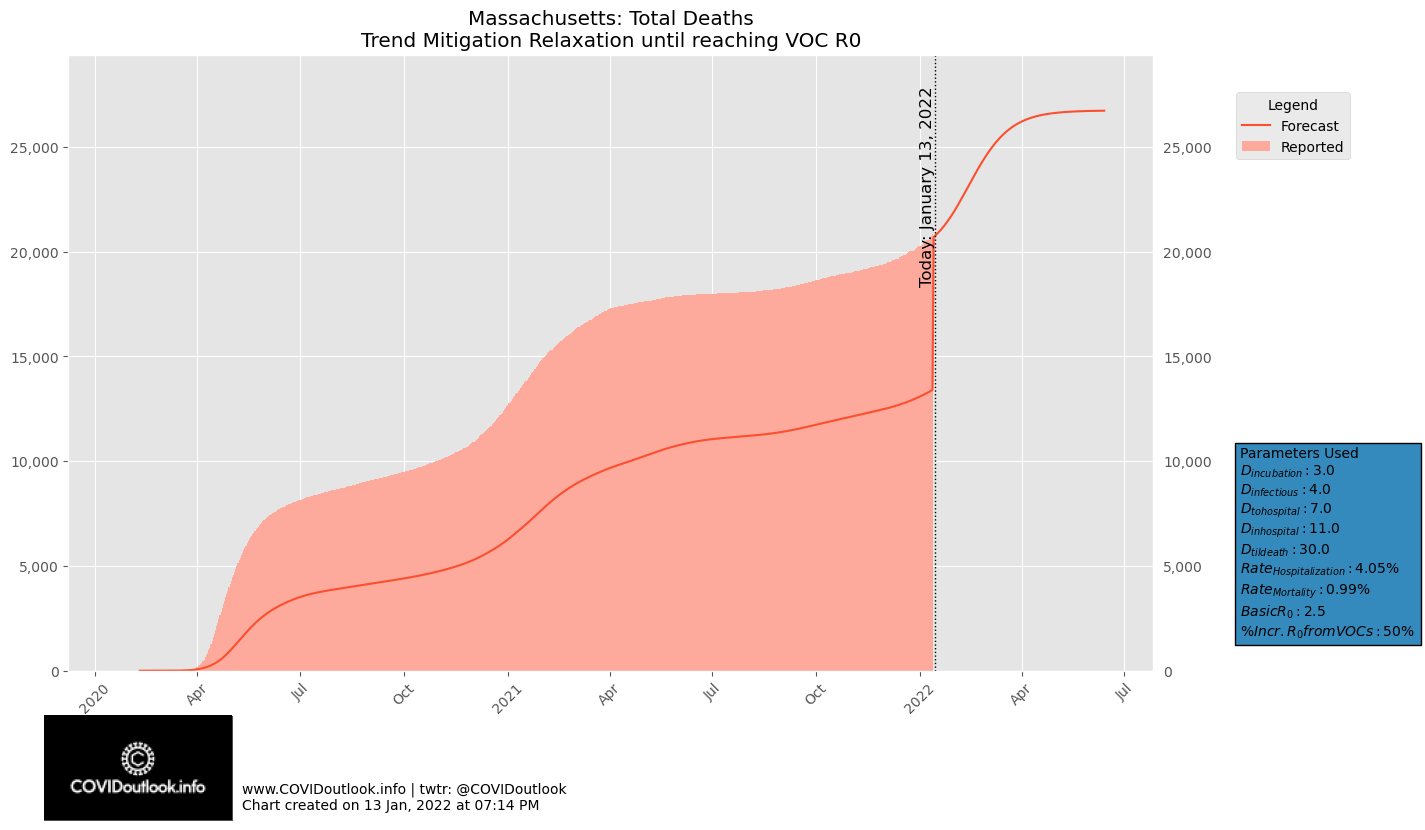 Massachusetts: Total Deaths
Trend Mitigation Relaxation until reaching VOC R0
25,000
20,000
15,000
10,000
5,000
0
25,000
20,000
15,000
10,000
5,000
0
2020
Apr
Jul
Oct
2021
Apr
Jul
Oct
2022
Apr
Jul
Today: January 13, 2022
Legend
Forecast
Reported
Parameters Used
D_incubation : 3.0
D_infectious : 4.0
D_tohospital : 7.0
D_inhospital : 11.0
D_tildeath : 30.0
Rate_Hospitalization : 4.05%
Rate_Mortality : 0.99%
BasicR_0 : 2.5
%Incr.R_0fromVOCs : 50%
COVIDoutlook.info
www.COVIDoutlook.info | twtr: @COVIDoutlook
Chart created on 13 Jan, 2022 at 07:14 PM